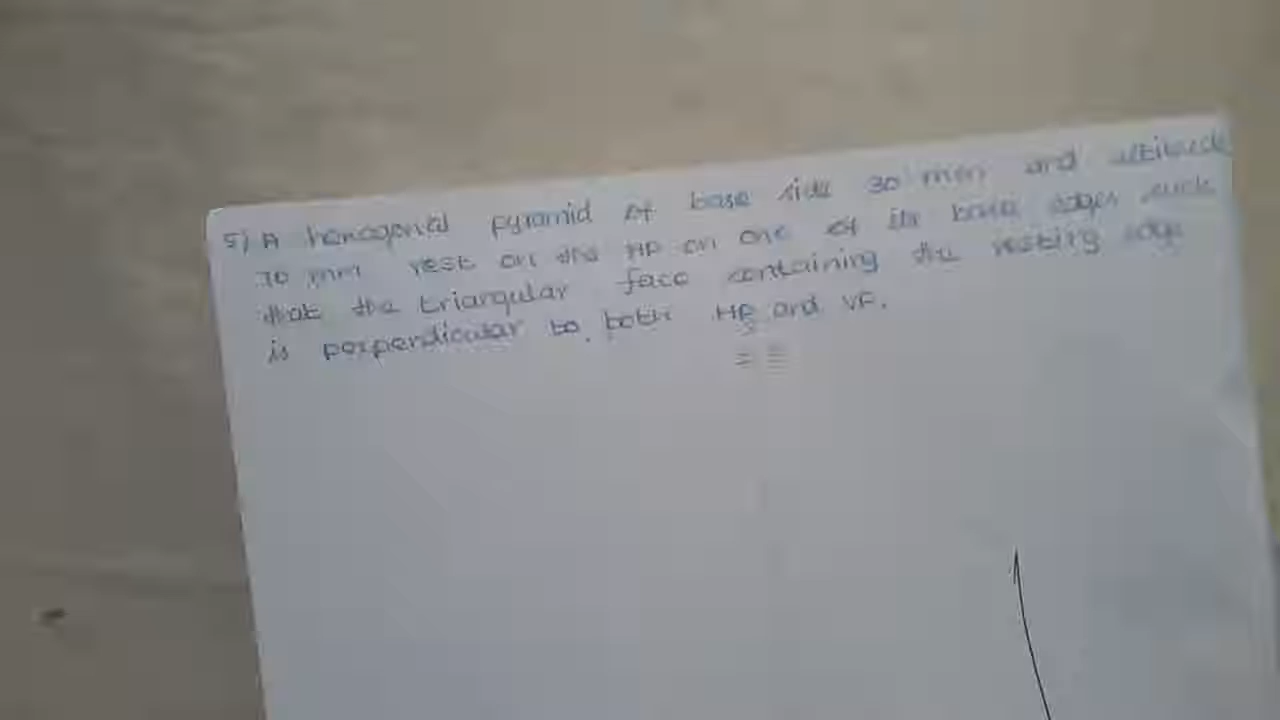 5) A hexagonal pyramid of base side 30 mm and altitude
70 mm rest on the HP on one of its base edges such
that the triangular face containing the resting edge
is perpendicular to both HP and VP.